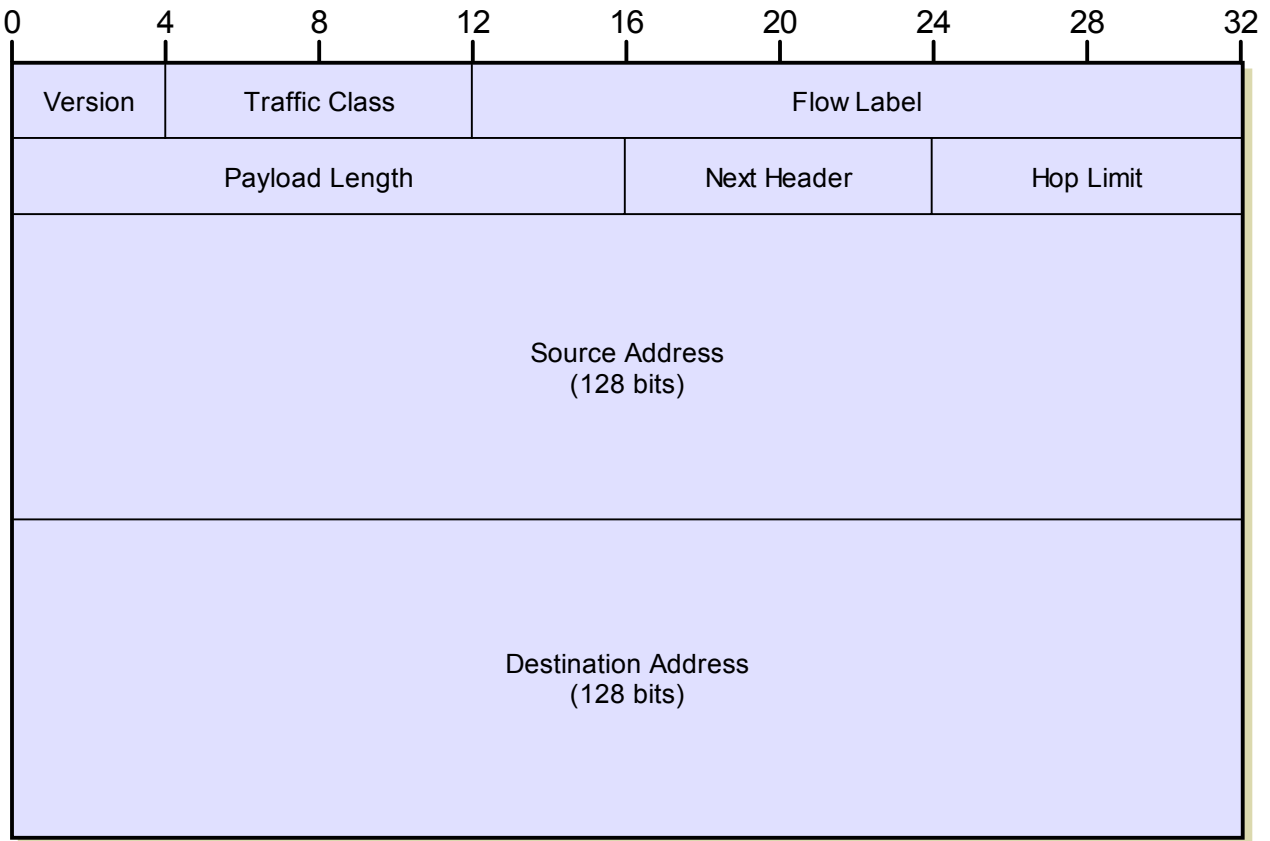 0 4 8 12 16 20 24 28 32
Version Traffic Class Flow Label
Payload Length Next Header Hop Limit
Source Address
(128 bits)
Destination Address
(128 bits)